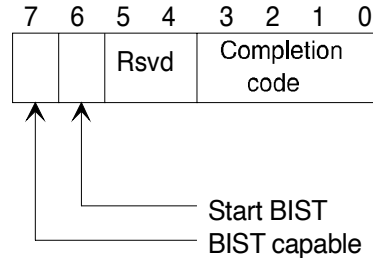 7 6 5 4 3 2 1 0
Rsvd
Completion
code
Start BIST
BIST capable